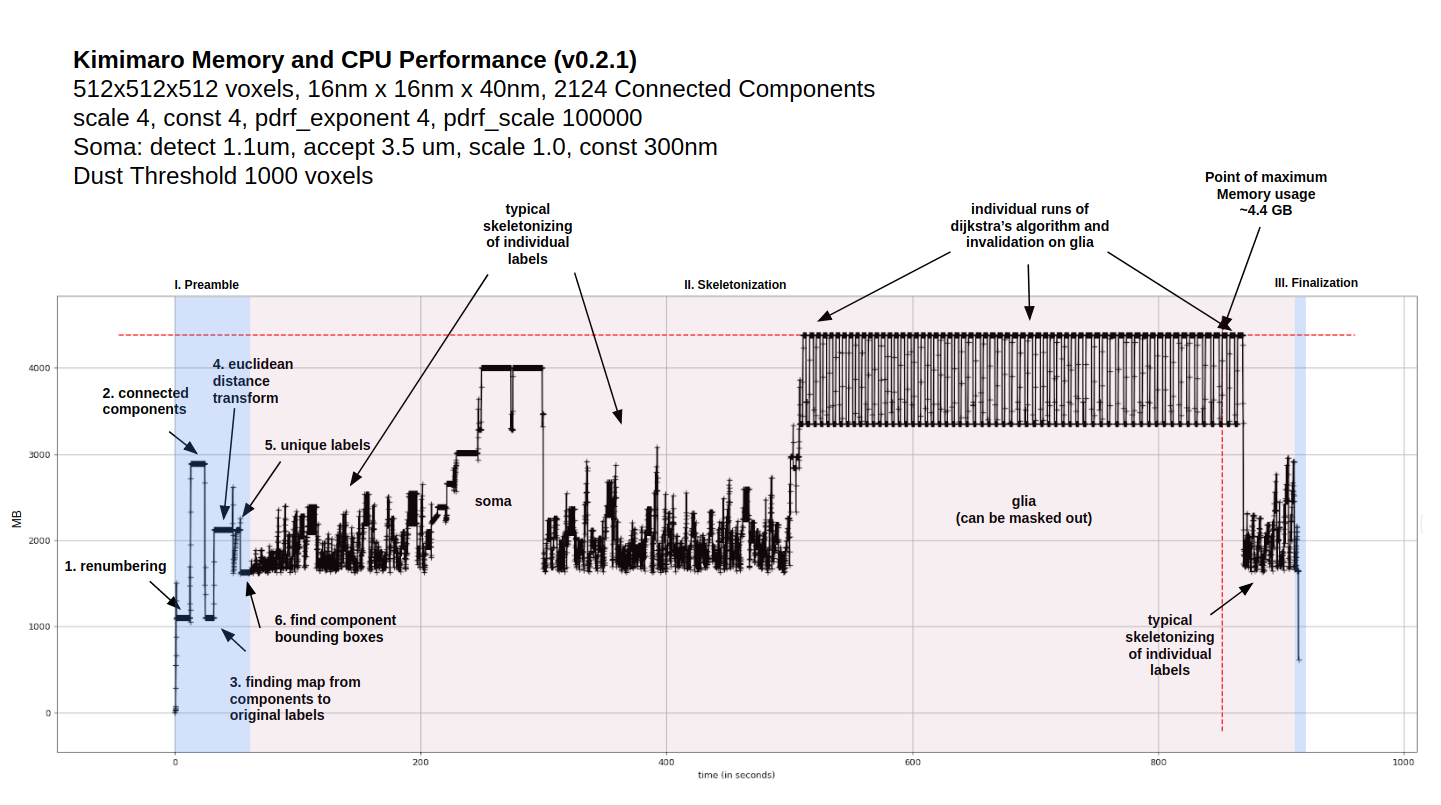 Kimimaro Memory and CPU Performance (v0.2.1)
512x512x512 voxels, 16nm x 16nm x 40nm, 2124 Connected Components
scale 4, const 4, pdrf_exponent 4, pdrf_scale 100000
Soma: detect 1.1um, accept 3.5 um, scale 1.0, const 300nm
Dust Threshold 1000 voxels
Point of maximum
Memory usage
~4.4 GB
typical
skeletonizing
of individual
labels
individual runs of
dijkstra's algorithm and
invalidation on glia
I. Preamble
II. Skeletonization
III. Finalization
4. euclidean
distance
transform
2. connected
components
5. unique labels
soma
glia
(can be masked out)
1. renumbering
6. find component
bounding boxes
typical
skeletonizing
of individual
labels
3. finding map from
components to
original labels
MB
4000
3000
2000
1000
0
0
200
400
600
800
1000
time (in seconds)